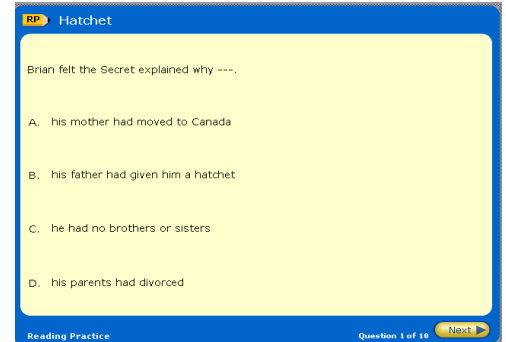 RP Hatchet
Brian felt the Secret explained why ---.
A. his mother had moved to Canada
B. his father had given him a hatchet
C. he had no brothers or sisters
D. his parents had divorced
Reading Practice Question 1 of 10 Next